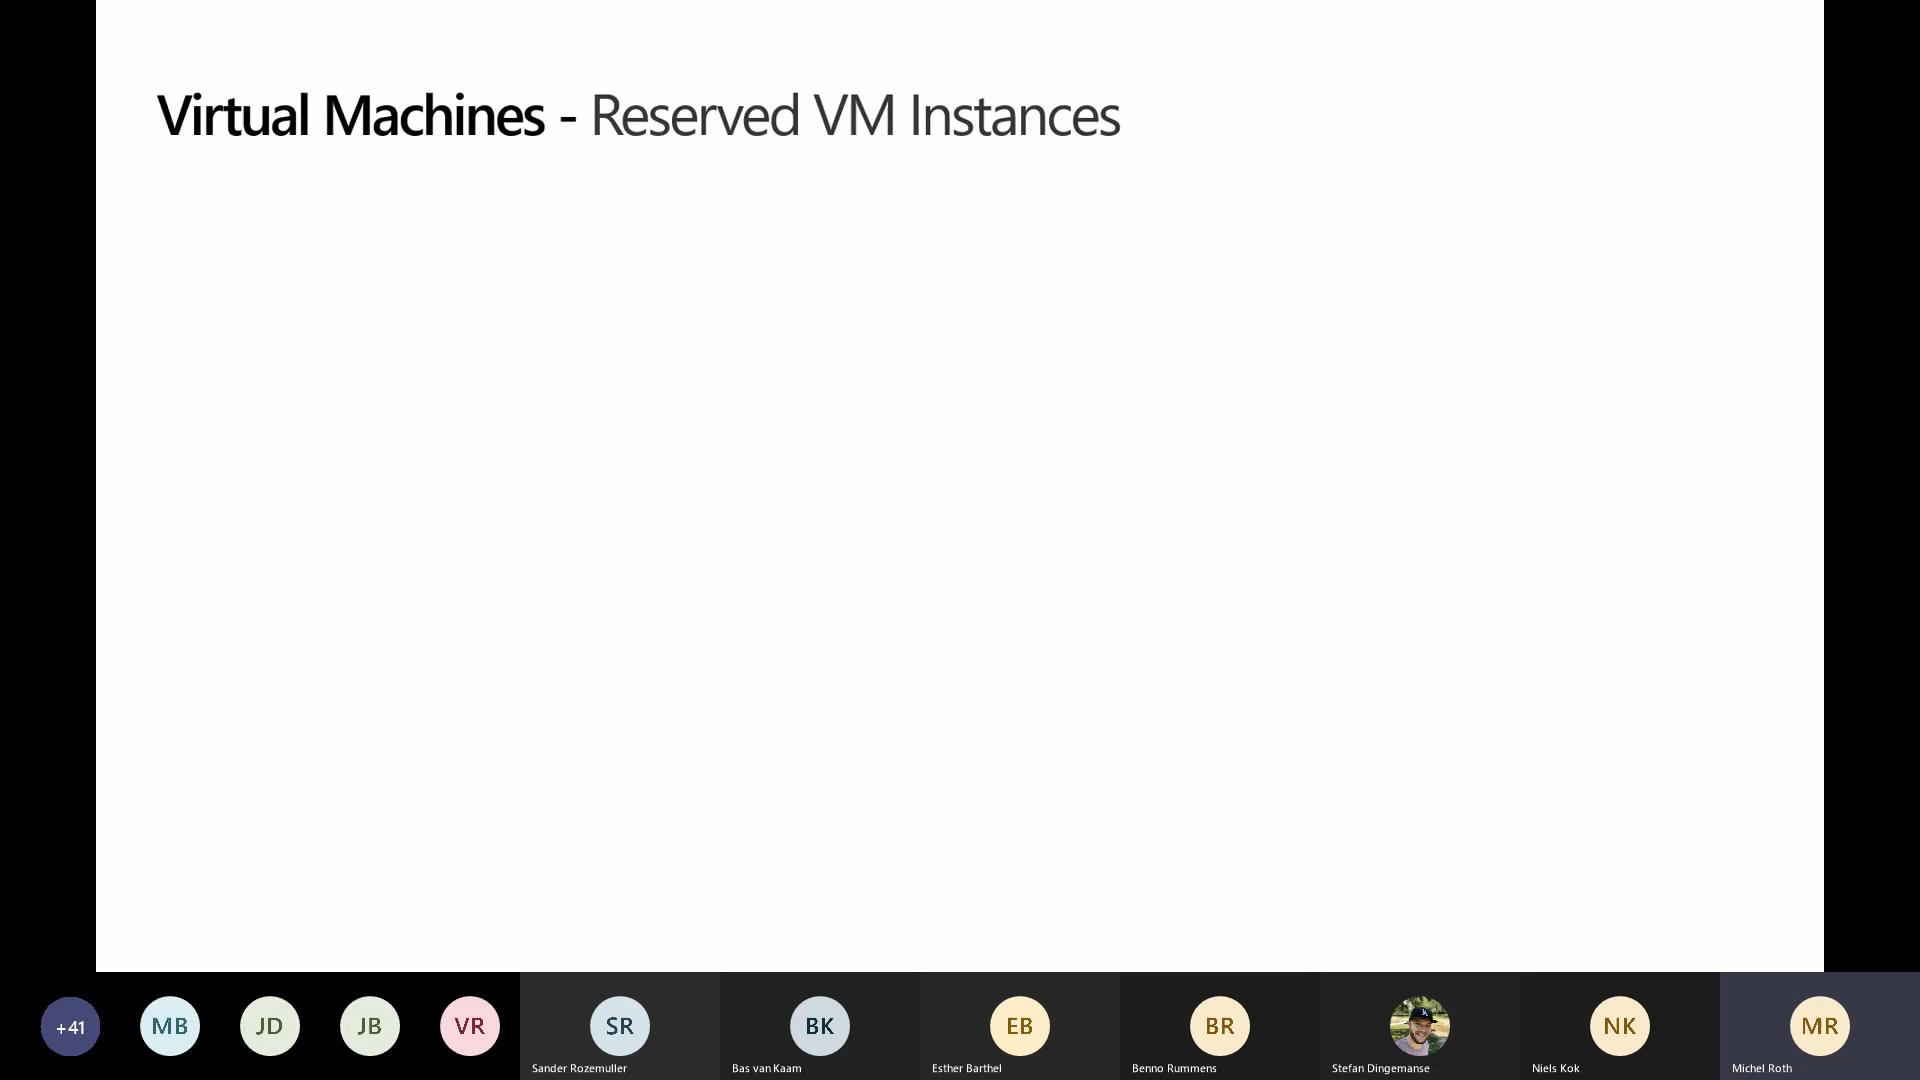 Virtual Machines - Reserved VM Instances
+41
MB
JD
JB
VR
SR
BK
EB
BR
NK
MR
Sander Rozemuller
Bas van Kaam
Esther Barthel
Benno Rummens
Stefan Dingemanse
Niels Kok
Michel Roth